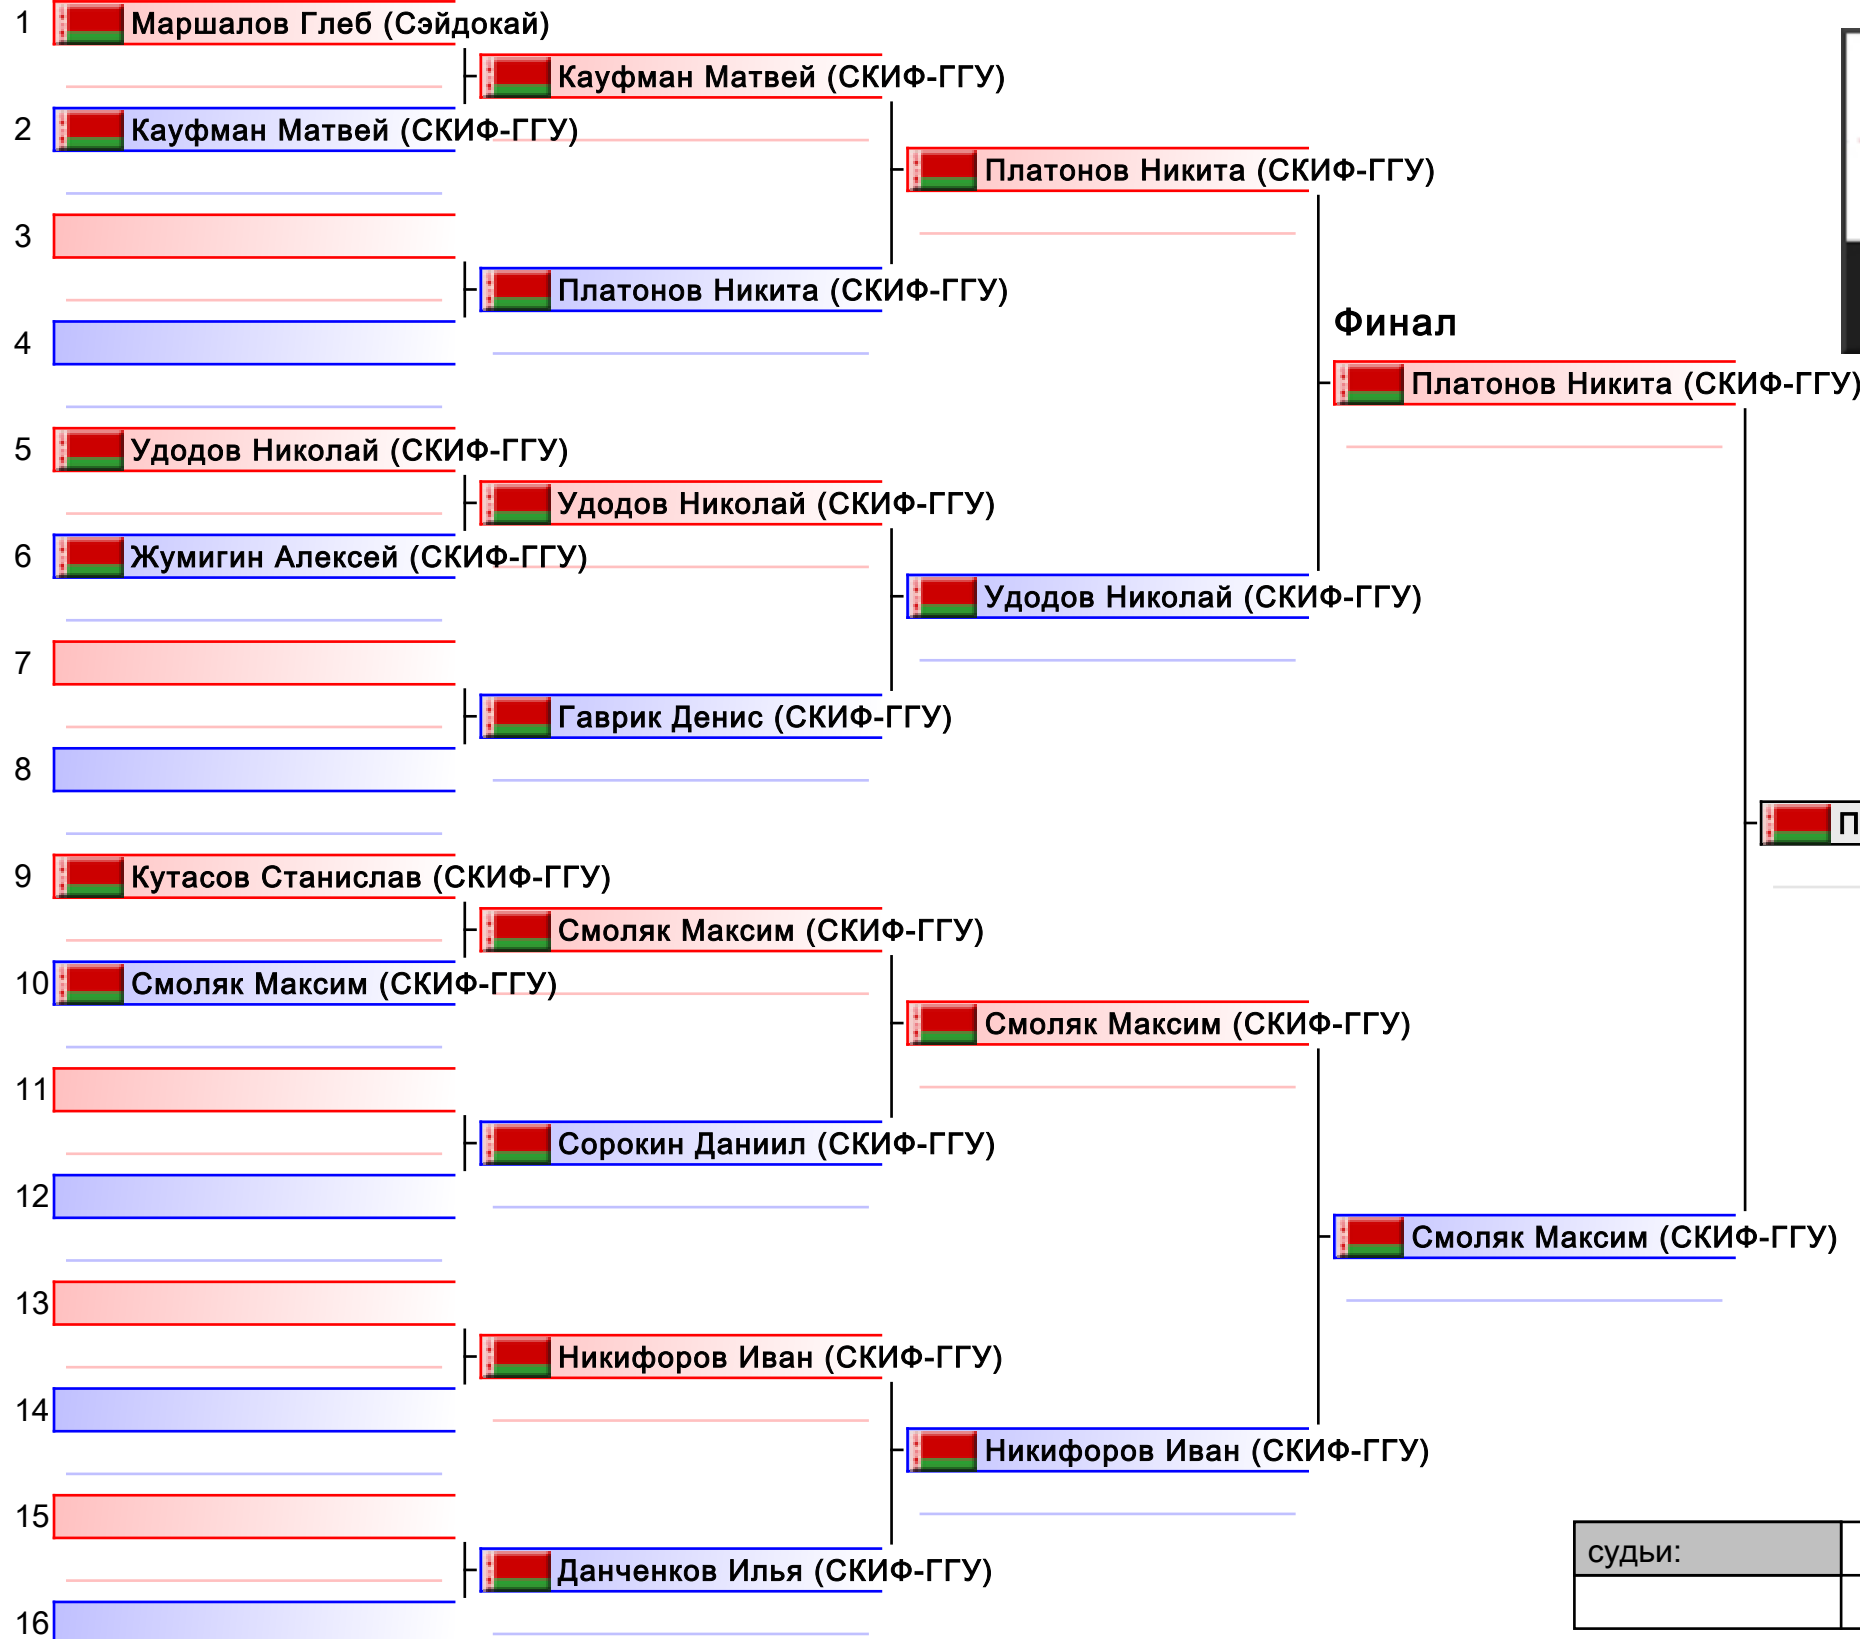 1 Маршалов Глеб (Сэйдокай)
Кауфман Матвей (СКИФ-ГГУ)
2 Кауфман Матвей (СКИФ-ГГУ)
Платонов Никита (СКИФ-ГГУ)
3
Платонов Никита (СКИФ-ГГУ)
Финал
4
Платонов Никита (СКИФ-ГГУ)
5 Удодов Николай (СКИФ-ГГУ)
Удодов Николай (СКИФ-ГГУ)
6 Жумигин Алексей (СКИФ-ГГУ)
Удодов Николай (СКИФ-ГГУ)
7
Гаврик Денис (СКИФ-ГГУ)
8
П
9 Кутасов Станислав (СКИФ-ГГУ)
Смоляк Максим (СКИФ-ГГУ)
10 Смоляк Максим (СКИФ-ГГУ)
Смоляк Максим (СКИФ-ГГУ)
11
Сорокин Даниил (СКИФ-ГГУ)
12
Смоляк Максим (СКИФ-ГГУ)
13
Никифоров Иван (СКИФ-ГГУ)
14
Никифоров Иван (СКИФ-ГГУ)
15
судьи:
Данченков Илья (СКИФ-ГГУ)
16